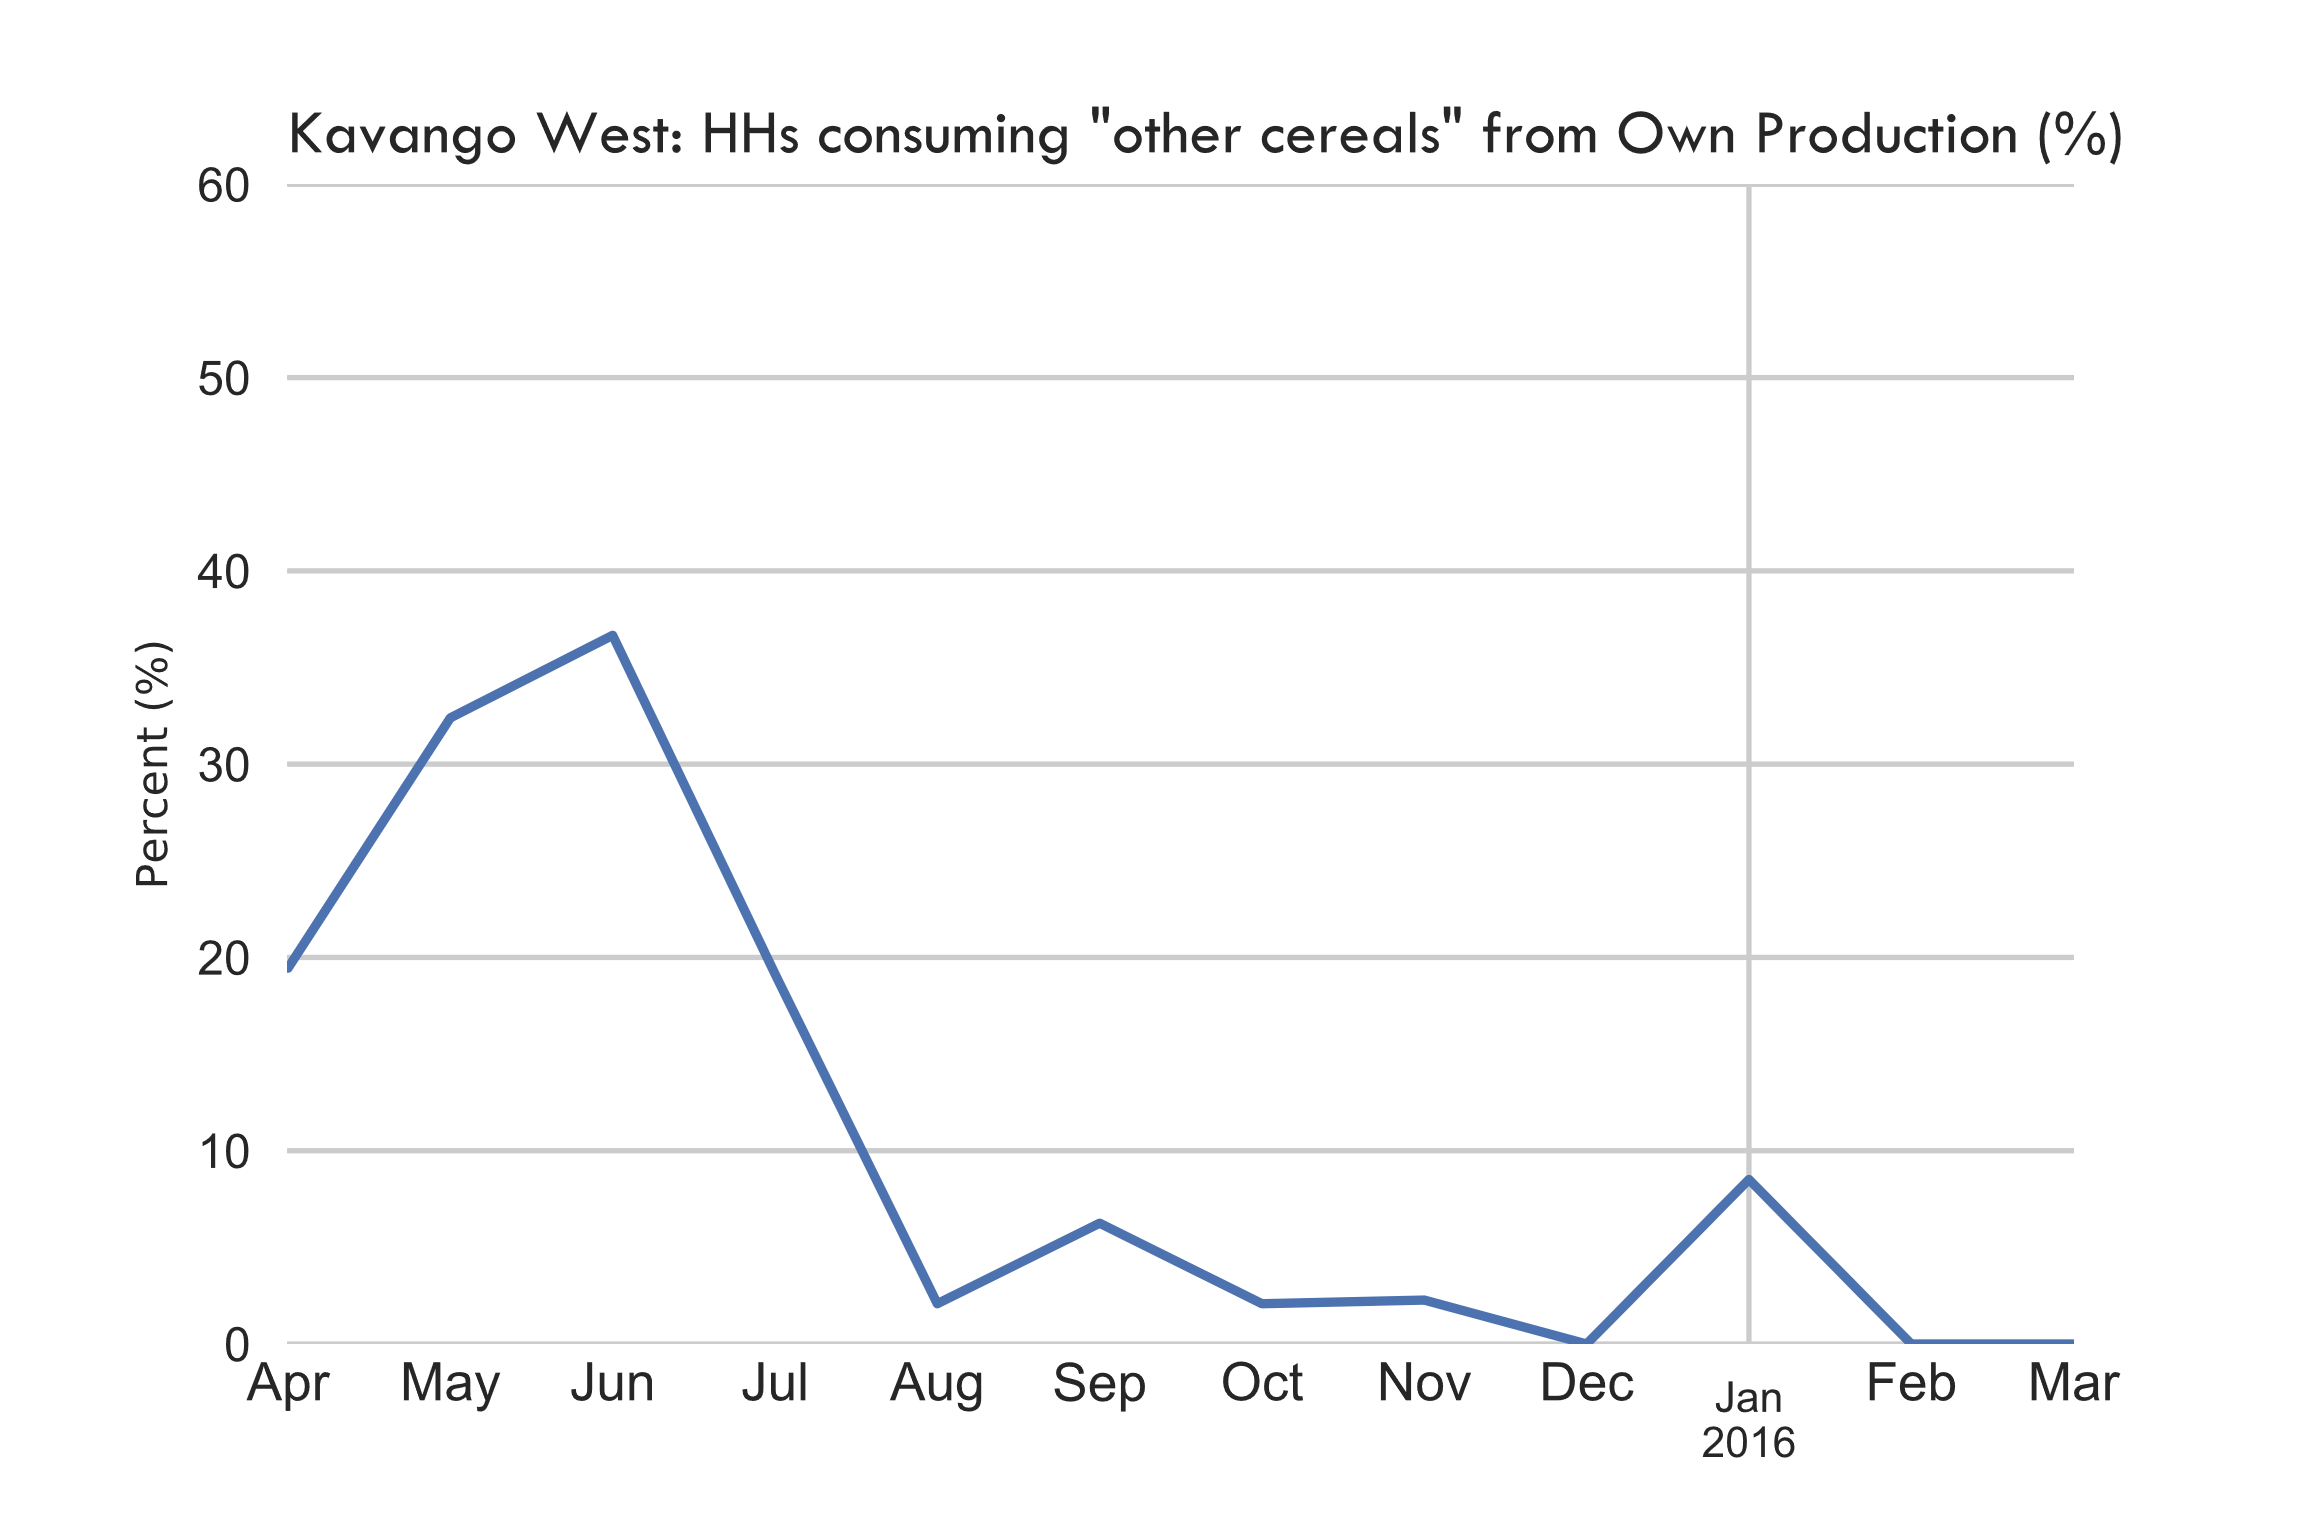 Kavango West: HHs consuming "other cereals" from Own Production (%)
60
50
40
30
20
10
0
Percent (%)
Apr May Jun Jul Aug Sep Oct Nov Dec Jan Feb Mar
2016